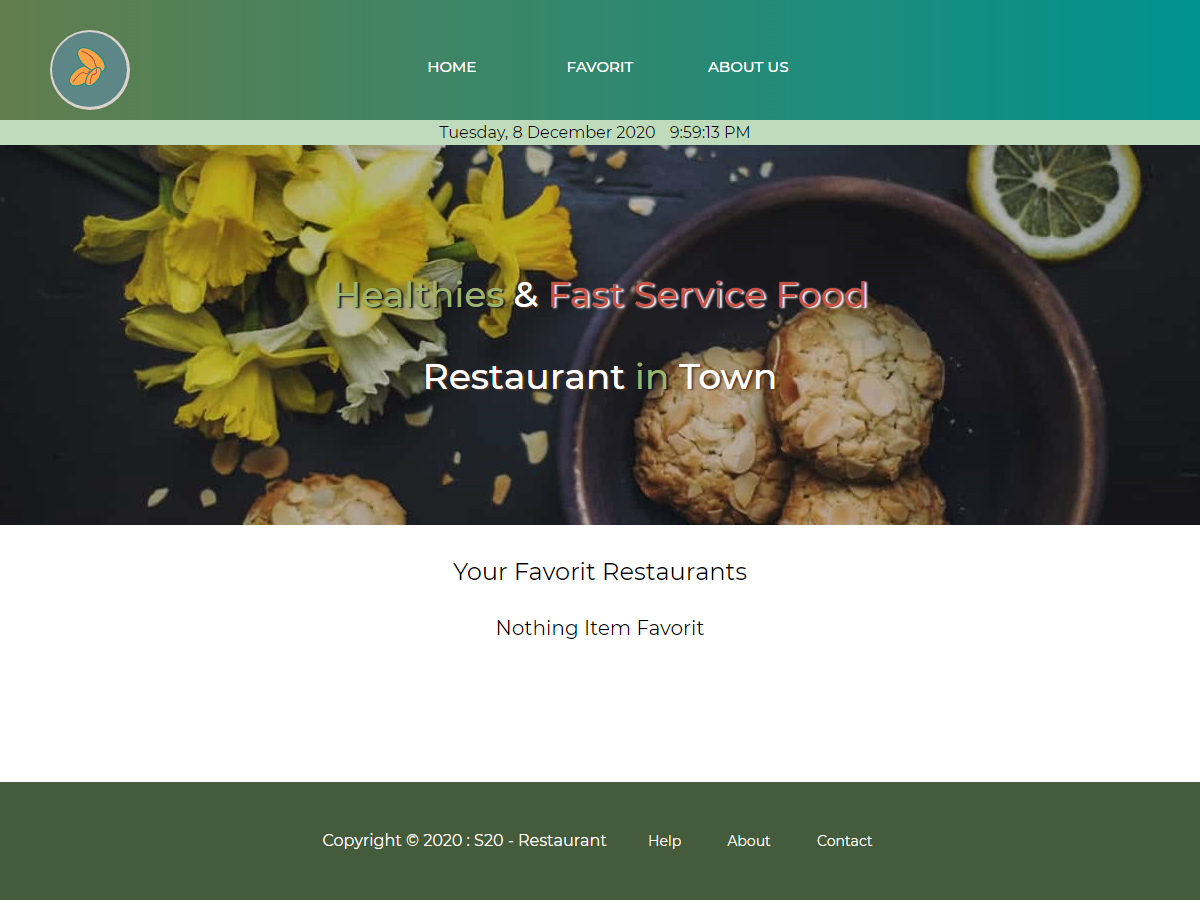 HOME FAVORIT ABOUT US
Tuesday, 8 December 2020 9:59:13 PM
Healthies & Fast Service Food
Restaurant in Town
Your Favorit Restaurants
Nothing Item Favorit
Copyright © 2020 : S20 - Restaurant Help About Contact